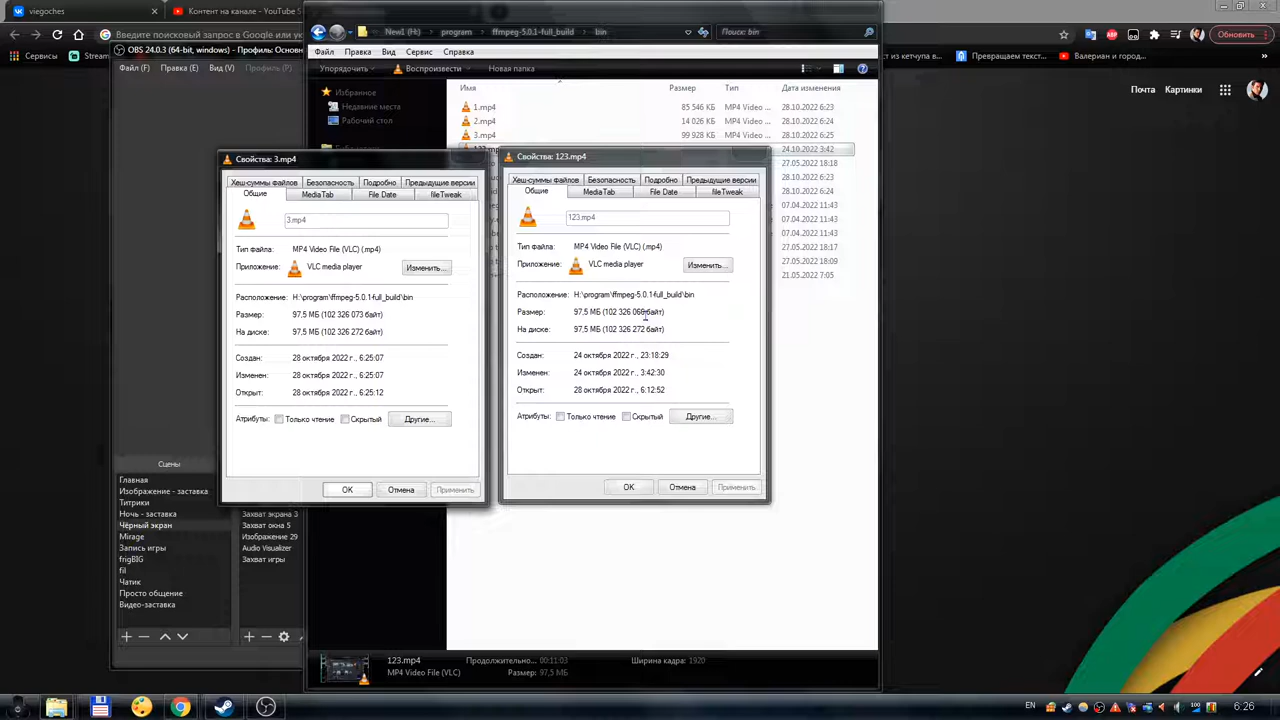 viegoches
Контент на канале - You
Введите поисковый запрос в Google или у
Обновить
Сервисы
Stream
из кетчупа в...
Превращаем текст...
Валериан и город...
Почта Картинки
OBS 24.0.3 (64-bit, windows) - Профиль: Основн
Файл (F) Правка (E) Вид (V) Профиль (P)
New1 (H:) program ffmpeg-5.0.1-full_build bin
Поиск: bin
Файл Правка Вид Сервис Справка
Упорядочить Воспроизвести Новая папка
Избранное
Недавние места
Рабочий стол
Имя Размер Тип Дата изменения
1.mp4 85 546 КБ MP4 Video ... 28.10.2022 6:23
2.mp4 14 026 КБ MP4 Video ... 28.10.2022 6:24
3.mp4 99 928 КБ MP4 Video ... 28.10.2022 6:25
24.10.2022 3:42
27.05.2022 18:18
28.10.2022 6:23
28.10.2022 6:24
07.04.2022 11:43
07.04.2022 11:43
07.04.2022 11:43
27.05.2022 18:17
27.05.2022 18:09
21.05.2022 7:05
Свойства: 3.mp4
Хеш-суммы файлов Безопасность Подробно Предыдущие версии
Общие MediaTab File Date fileTweak
3.mp4
Тип файла: MP4 Video File (VLC) (.mp4)
Приложение: VLC media player Изменить...
Расположение: H:\program\ffmpeg-5.0.1-full_build\bin
Размер: 97,5 МБ (102 326 073 байт)
На диске: 97,5 МБ (102 326 272 байт)
Создан: 28 октября 2022 г., 6:25:07
Изменен: 28 октября 2022 г., 6:25:07
Открыт: 28 октября 2022 г., 6:25:12
Атрибуты: Только чтение Скрытый Другие...
OK Отмена Применить
Свойства: 123.mp4
Хеш-суммы файлов Безопасность Подробно Предыдущие версии
Общие MediaTab File Date fileTweak
123.mp4
Тип файла: MP4 Video File (VLC) (.mp4)
Приложение: VLC media player Изменить...
Расположение: H:\program\ffmpeg-5.0.1-full_build\bin
Размер: 97,5 МБ (102 326 066 байт)
На диске: 97,5 МБ (102 326 272 байт)
Создан: 24 октября 2022 г., 23:18:29
Изменен: 24 октября 2022 г., 3:42:30
Открыт: 28 октября 2022 г., 6:12:52
Атрибуты: Только чтение Скрытый Другие...
OK Отмена Применить
Сцены
Главная
Изображение - заставка
Титрики
Ночь - заставка
Чёрный экран
Mirage
Запись игры
frigBIG
fil
Чатик
Просто общение
Видео-заставка
Захват экрана 3
Захват окна 5
Изображение 29
Audio Visualizer
Захват игры
123.mp4 Продолжительно... 00:11:03 Ширина кадра: 1920
MP4 Video File (VLC) Размер: 97,5 МБ
EN
100
6:26